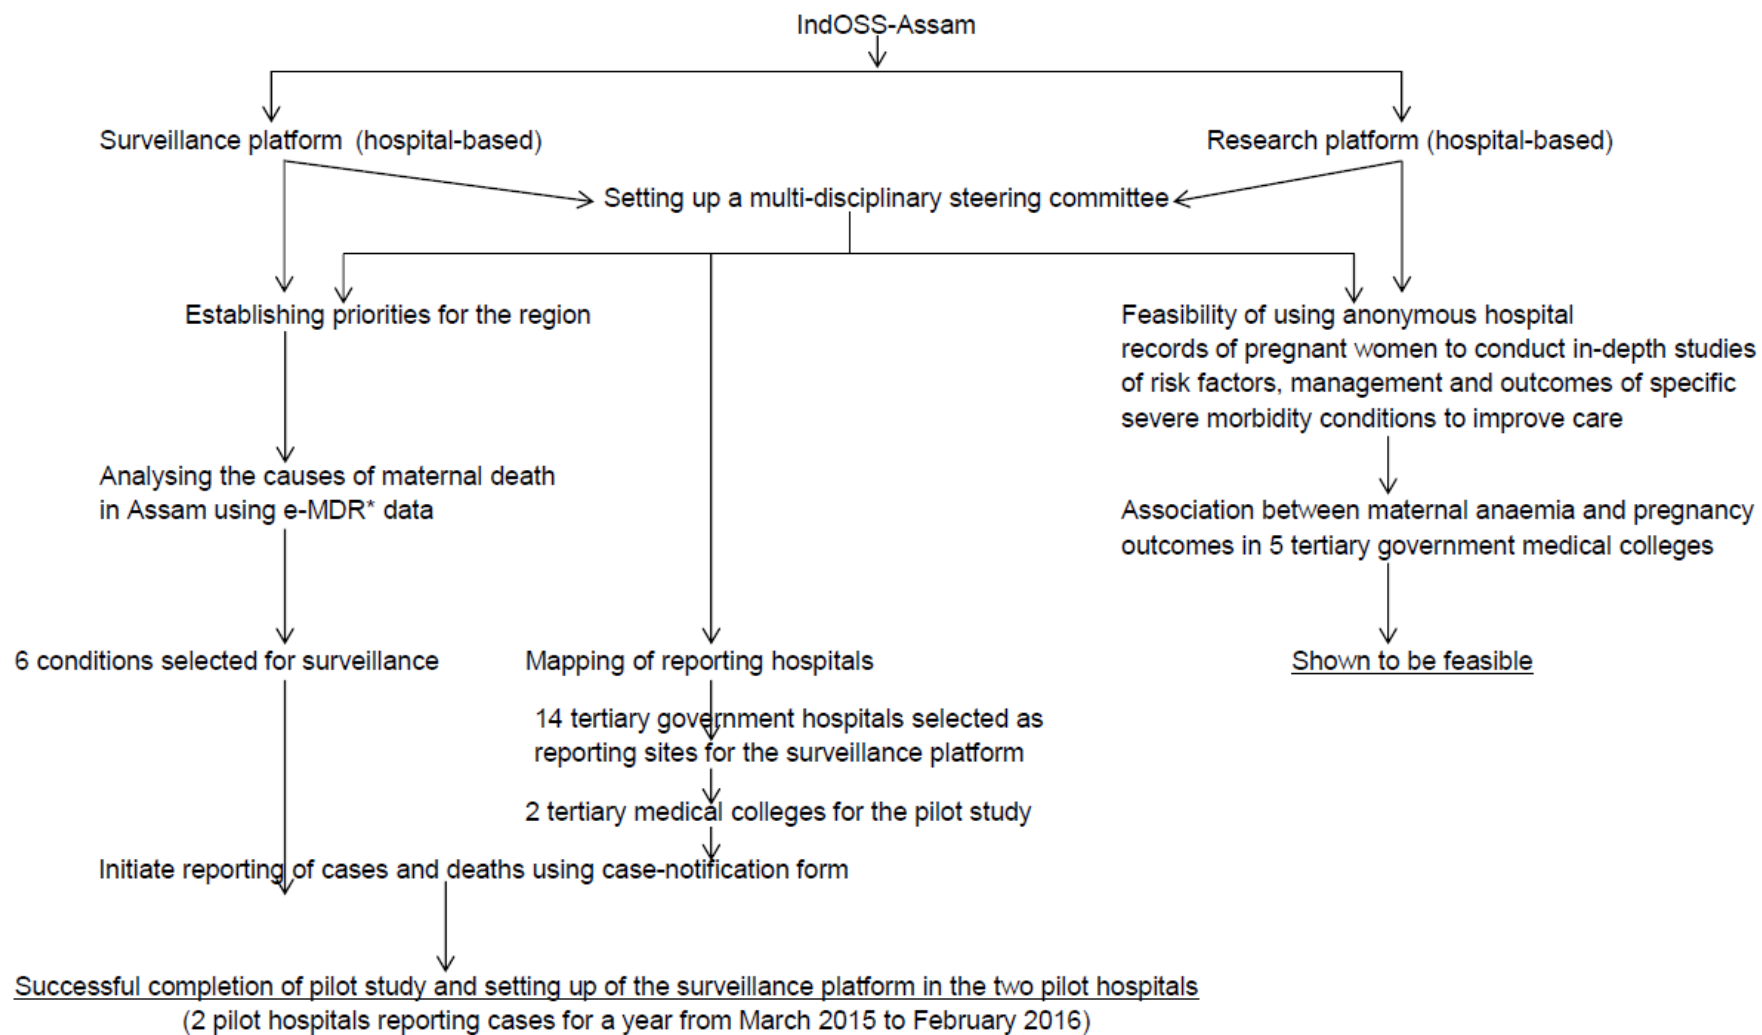 IndOSS-Assam
Surveillance platform (hospital-based)
Research platform (hospital-based)
Setting up a multi-disciplinary steering committee
Establishing priorities for the region
Feasibility of using anonymous hospital
records of pregnant women to conduct in-depth studies
of risk factors, management and outcomes of specific
severe morbidity conditions to improve care
Analysing the causes of maternal death
in Assam using e-MDR* data
Association between maternal anaemia and pregnancy
outcomes in 5 tertiary government medical colleges
6 conditions selected for surveillance
Mapping of reporting hospitals
Shown to be feasible
14 tertiary government hospitals selected as
reporting sites for the surveillance platform
2 tertiary medical colleges for the pilot study
Initiate reporting of cases and deaths using case-notification form
Successful completion of pilot study and setting up of the surveillance platform in the two pilot hospitals
(2 pilot hospitals reporting cases for a year from March 2015 to February 2016)